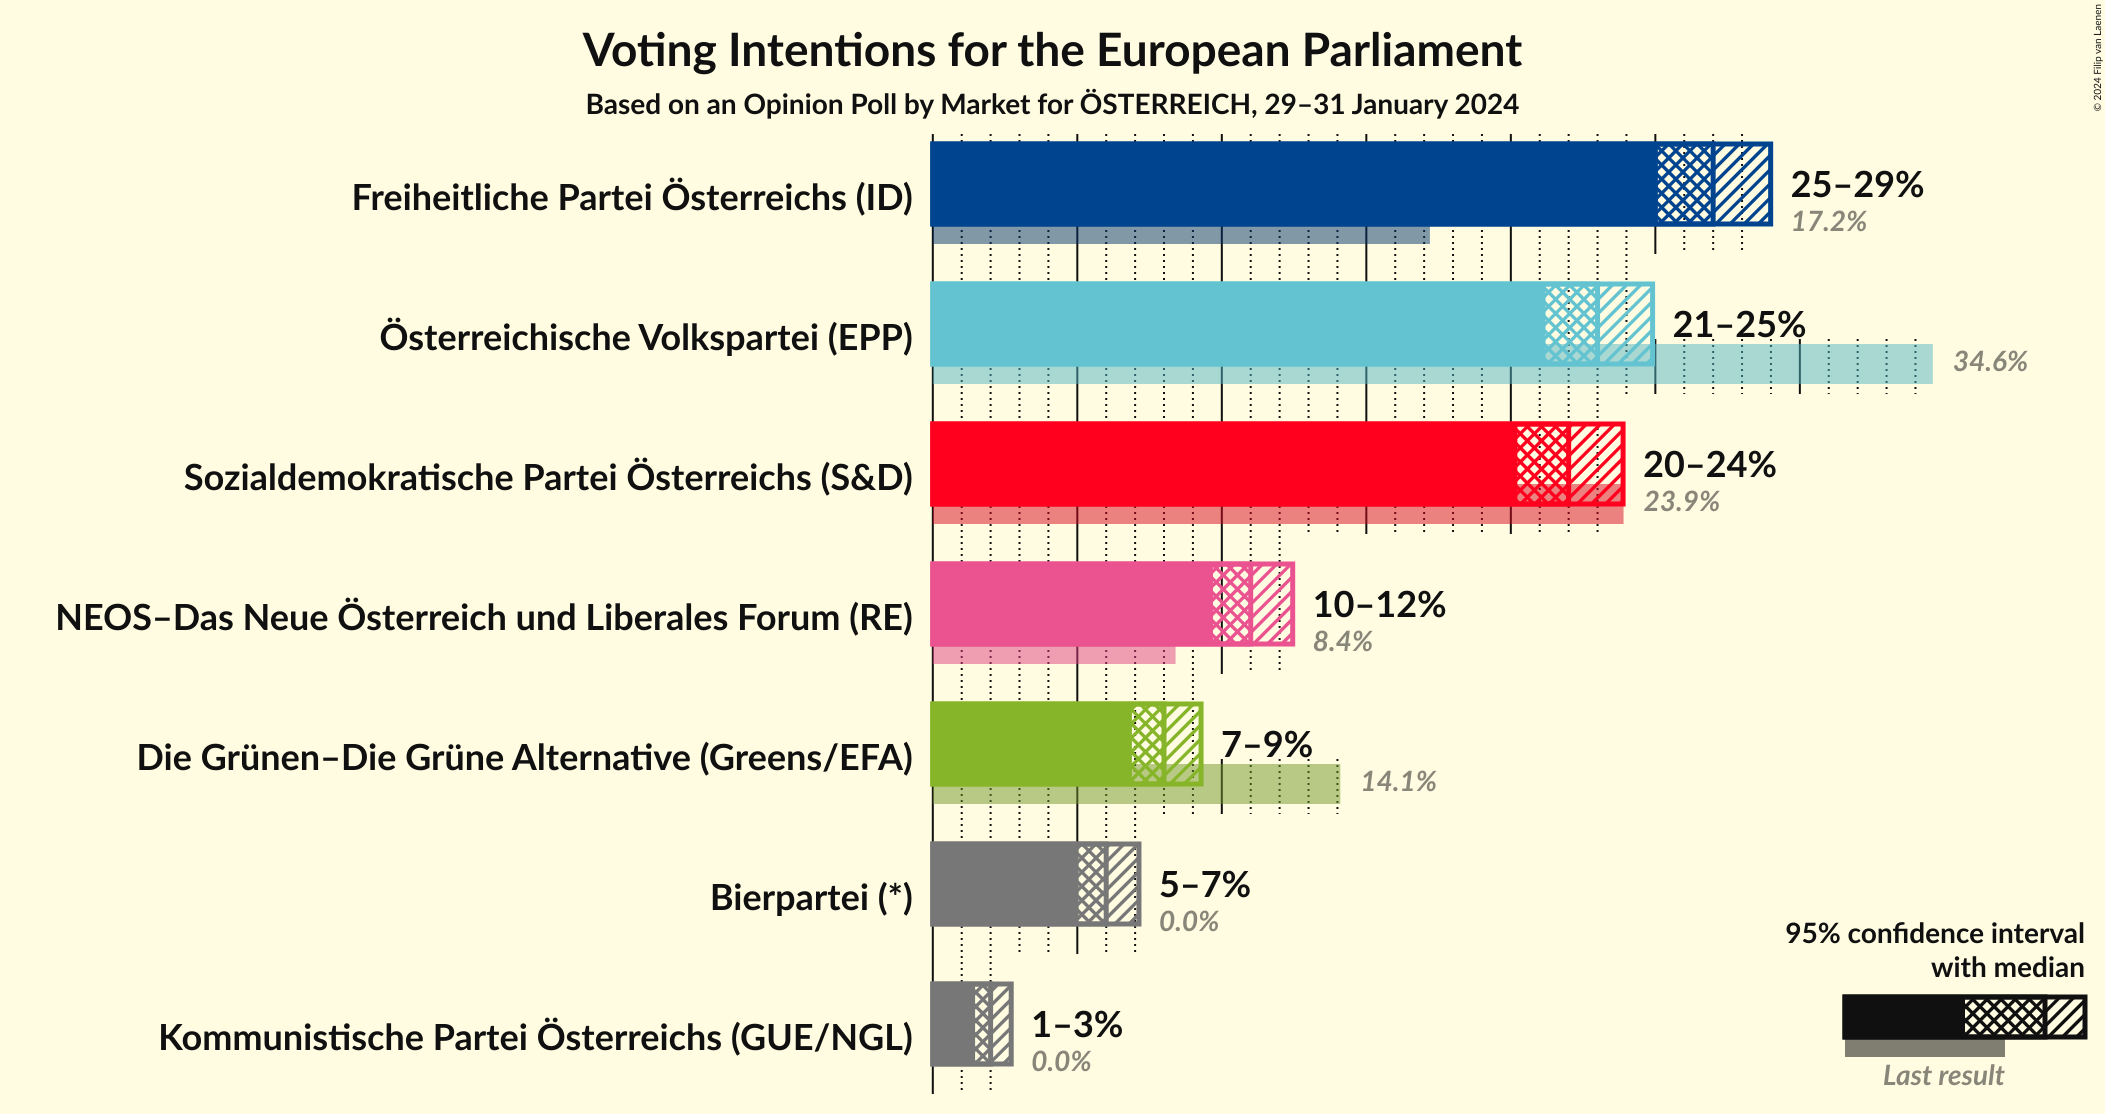 Voting Intentions for the European Parliament
Based on an Opinion Poll by Market for ÖSTERREICH, 29–31 January 2024
© 2024 Filip van Laenen
Freiheitliche Partei Österreichs (ID)
25–29%
17.2%
Österreichische Volkspartei (EPP)
21–25%
34.6%
Sozialdemokratische Partei Österreichs (S&D)
20–24%
23.9%
NEOS–Das Neue Österreich und Liberales Forum (RE)
10–12%
8.4%
Die Grünen–Die Grüne Alternative (Greens/EFA)
7–9%
14.1%
Bierpartei (*)
5–7%
0.0%
Kommunistische Partei Österreichs (GUE/NGL)
1–3%
0.0%
95% confidence interval
with median
Last result